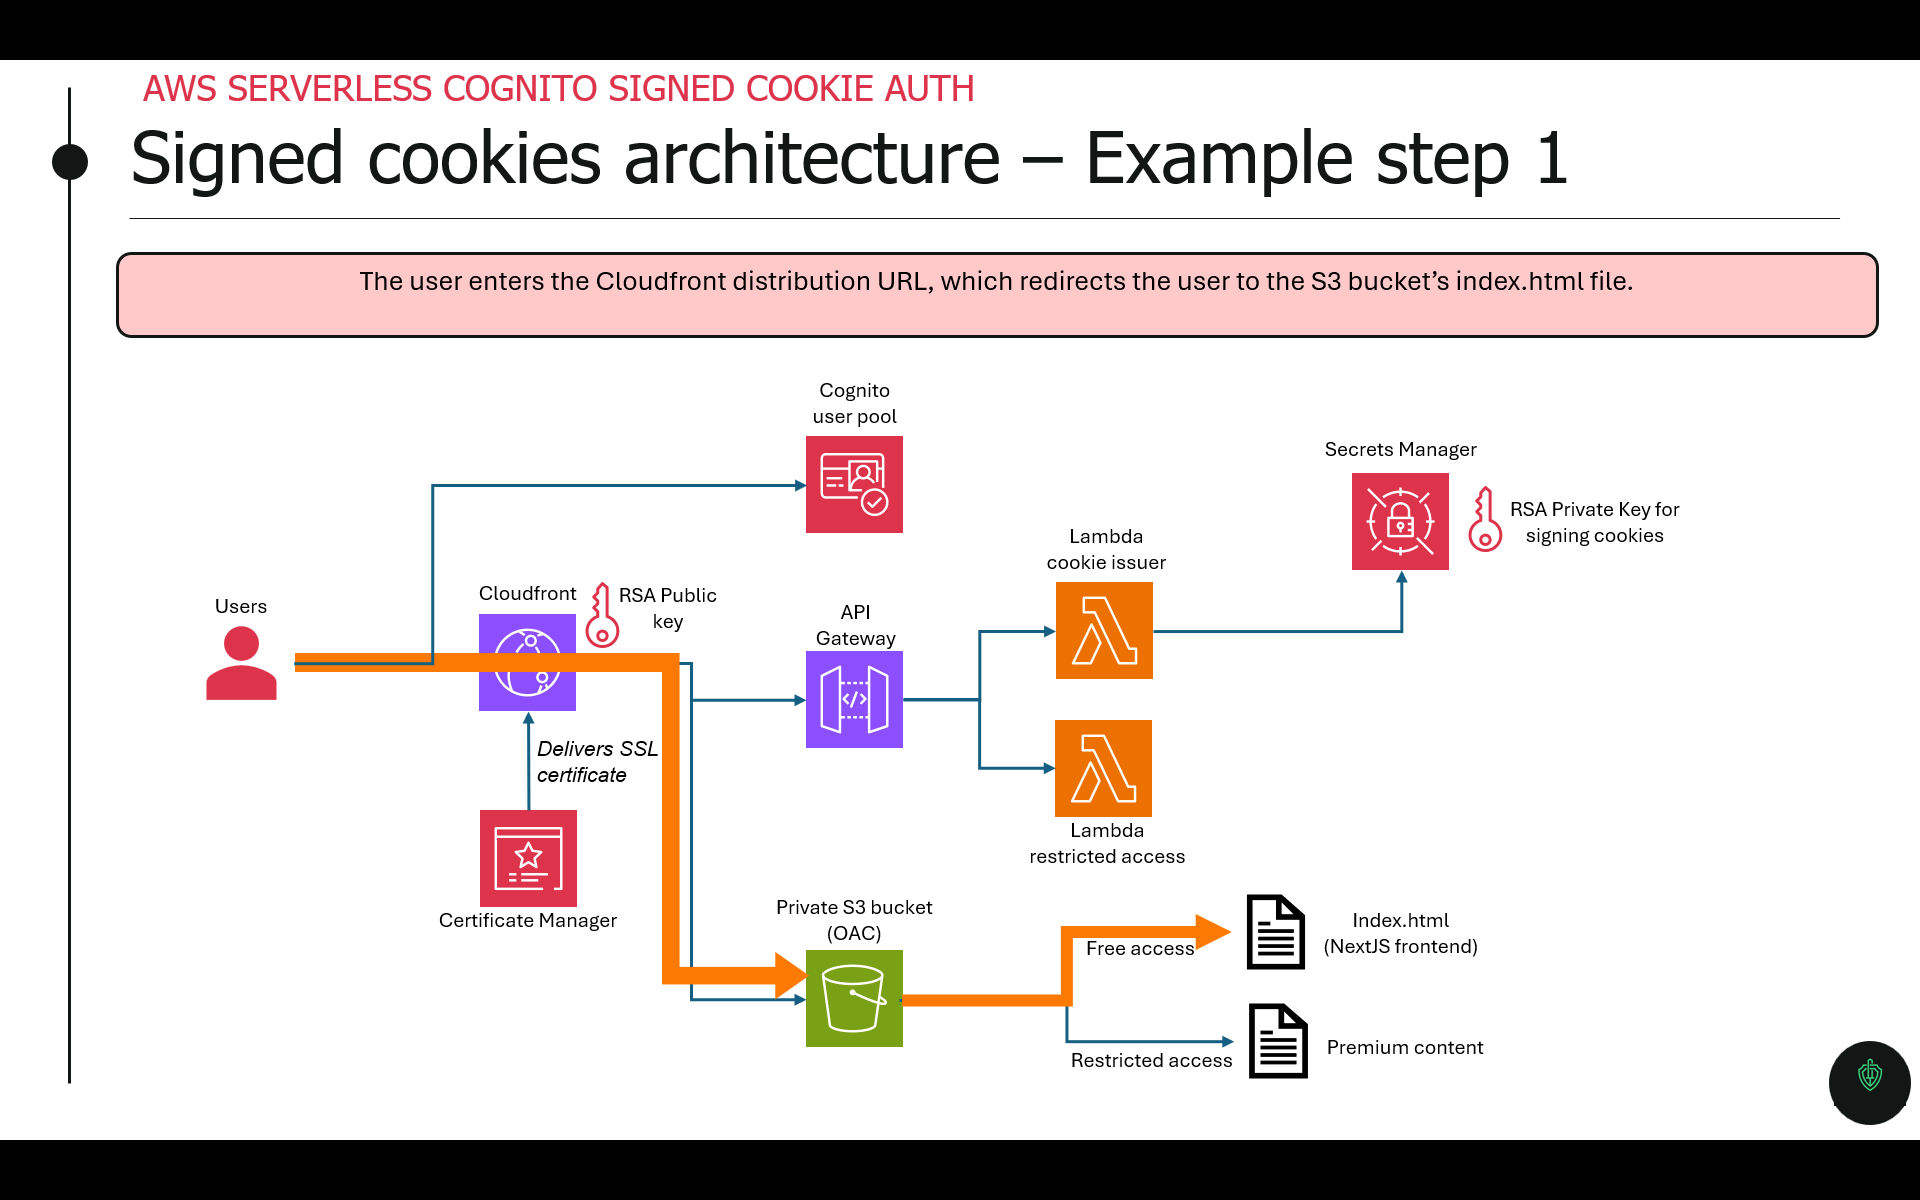 AWS SERVERLESS COGNITO SIGNED COOKIE AUTH
Signed cookies architecture – Example step 1
The user enters the Cloudfront distribution URL, which redirects the user to the S3 bucket’s index.html file.
Cognito
user pool
Secrets Manager
RSA Private Key for
signing cookies
Lambda
cookie issuer
Users
Cloudfront
RSA Public
key
API
Gateway
</>
Delivers SSL
certificate
Lambda
restricted access
Certificate Manager
Private S3 bucket
(OAC)
Free access
Index.html
(NextJS frontend)
Restricted access
Premium content